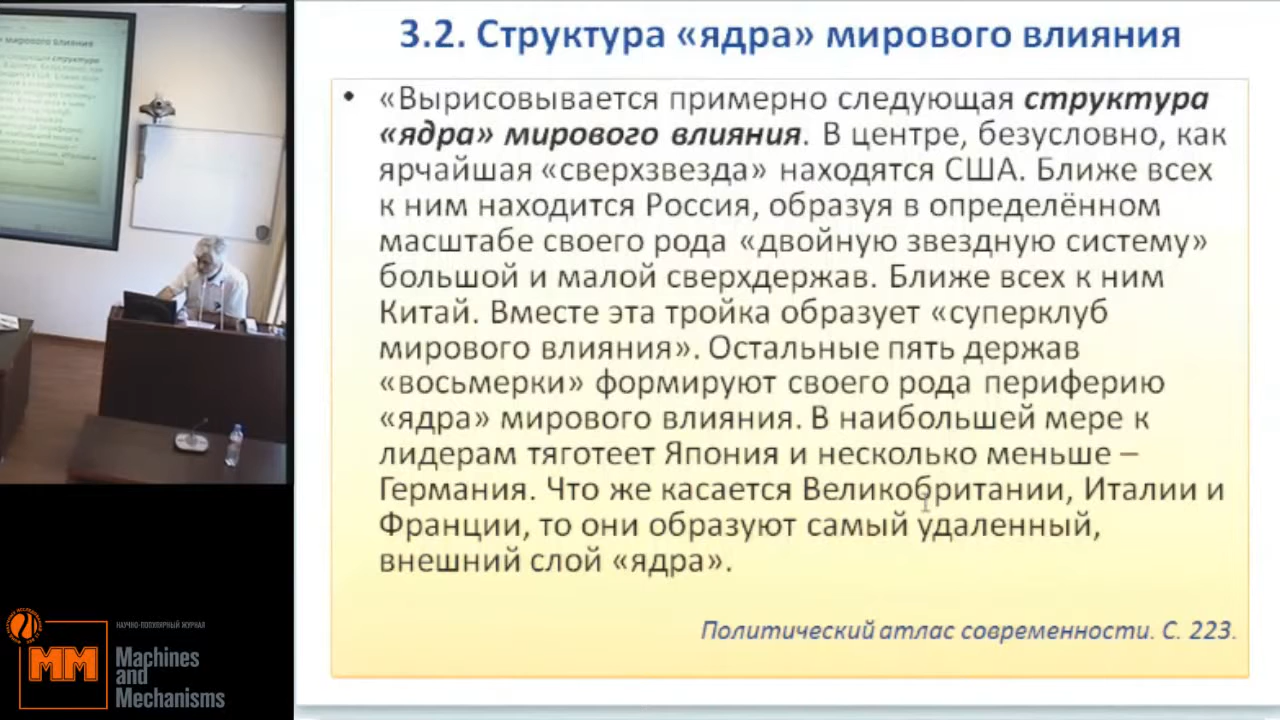 3.2. Структура «ядра» мирового влияния
• «Вырисовывается примерно следующая структура
«ядра» мирового влияния. В центре, безусловно, как
ярчайшая «сверхзвезда» находятся США. Ближе всех
к ним находится Россия, образуя в определённом
масштабе своего рода «двойную звездную систему»
большой и малой сверхдержав. Ближе всех к ним
Китай. Вместе эта тройка образует «суперклуб
мирового влияния». Остальные пять держав
«восьмерки» формируют своего рода периферию
«ядра» мирового влияния. В наибольшей мере к
лидерам тяготеет Япония и несколько меньше –
Германия. Что же касается Великобритании, Италии и
Франции, то они образуют самый удаленный,
внешний слой «ядра».
Политический атлас современности. С. 223.
НАУЧНО-ПОПУЛЯРНЫЙ ЖУРНАЛ
ММ
Machines
and
Mechanisms